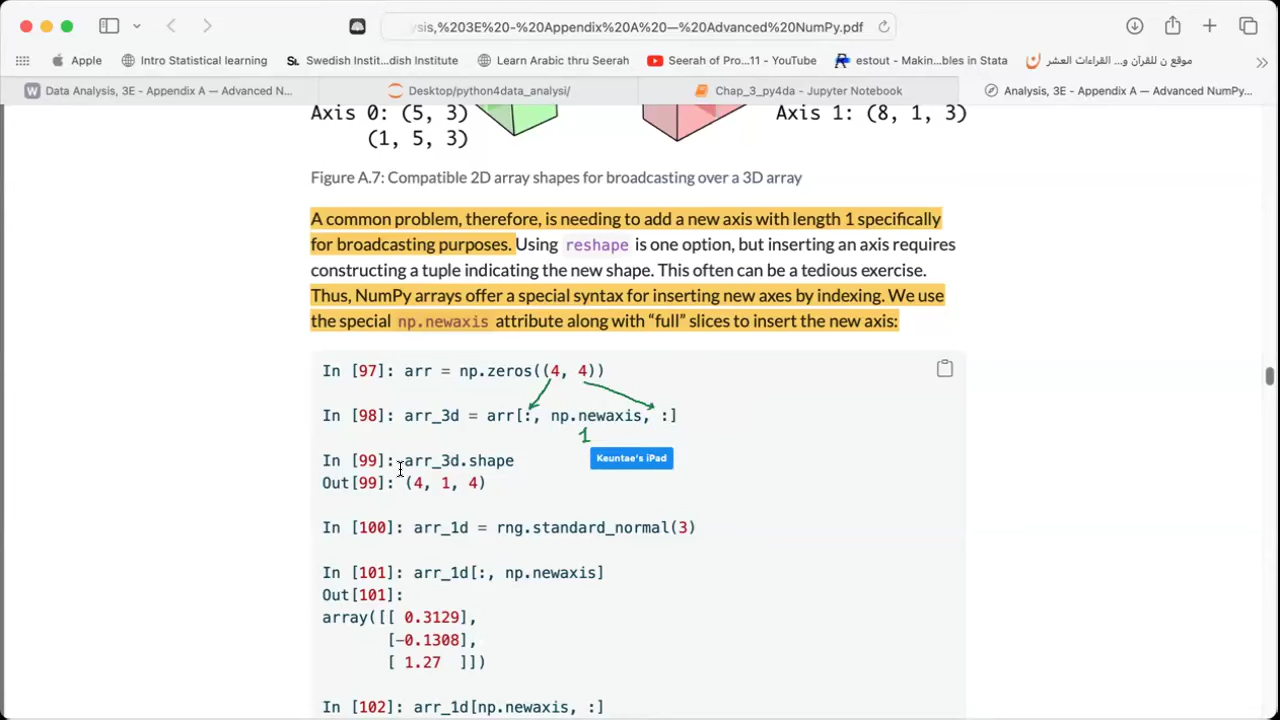 ysis,%203E%20-%20Appendix%20A%20—%20Advanced%20NumPy.pdf
Apple
Intro Statistical learning
SL Swedish Instit...dish Institute
Learn Arabic thru Seerah
Seerah of Pro...11 - YouTube
estout - Makin...bles in Stata
موقع ن للقرآن و... القراءات العشر
W Data Analysis, 3E - Appendix A — Advanced N...
Desktop/python4data_analysi/
Chap_3_py4da - Jupyter Notebook
Analysis, 3E - Appendix A — Advanced NumPy...
Axis 0: (5, 3)
(1, 5, 3)
Axis 1: (8, 1, 3)
Figure A.7: Compatible 2D array shapes for broadcasting over a 3D array
A common problem, therefore, is needing to add a new axis with length 1 specifically
for broadcasting purposes. Using reshape is one option, but inserting an axis requires
constructing a tuple indicating the new shape. This often can be a tedious exercise.
Thus, NumPy arrays offer a special syntax for inserting new axes by indexing. We use
the special np.newaxis attribute along with “full” slices to insert the new axis:
In [97]: arr = np.zeros((4, 4))
In [98]: arr_3d = arr[:, np.newaxis, :]
1
Keuntae's iPad
In [99]: arr_3d.shape
Out[99]: (4, 1, 4)
In [100]: arr_1d = rng.standard_normal(3)
In [101]: arr_1d[:, np.newaxis]
Out[101]:
array([[ 0.3129],
[-0.1308],
[ 1.27  ]])
In [102]: arr_1d[np.newaxis, :]